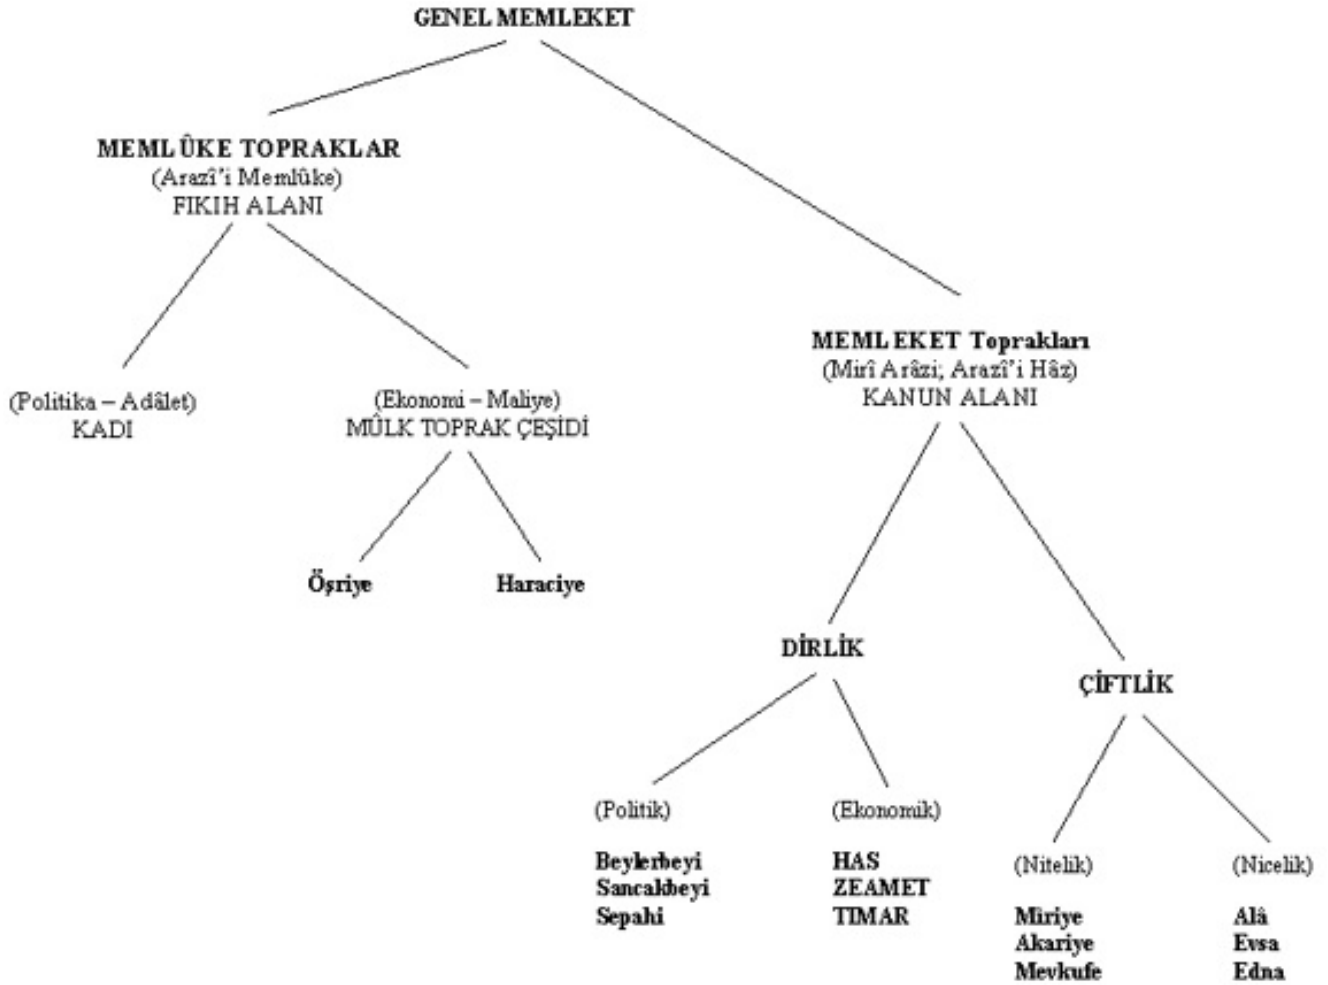 GENEL MEMLEKET
MEMLÛKE TOPRAKLAR
(Arazî'i Memlûke)
FIKIH ALANI
(Politika – Adâlet)
KADI
(Ekonomi – Maliye)
MÛLK TOPRAK ÇEŞİDİ
Öşriye
Haraciye
MEMLEKET Toprakları
(Mirî Arâzi; Arazî'i Hâz)
KANUN ALANI
DİRLİK
(Politik)
Beylerbeyi
Sancakbeyi
Sepahi
(Ekonomik)
HAS
ZEAMET
TIMAR
ÇİFTLİK
(Nitelik)
Mîriye
Akariye
Mevkufe
(Nicelik)
Alâ
Evsa
Edna